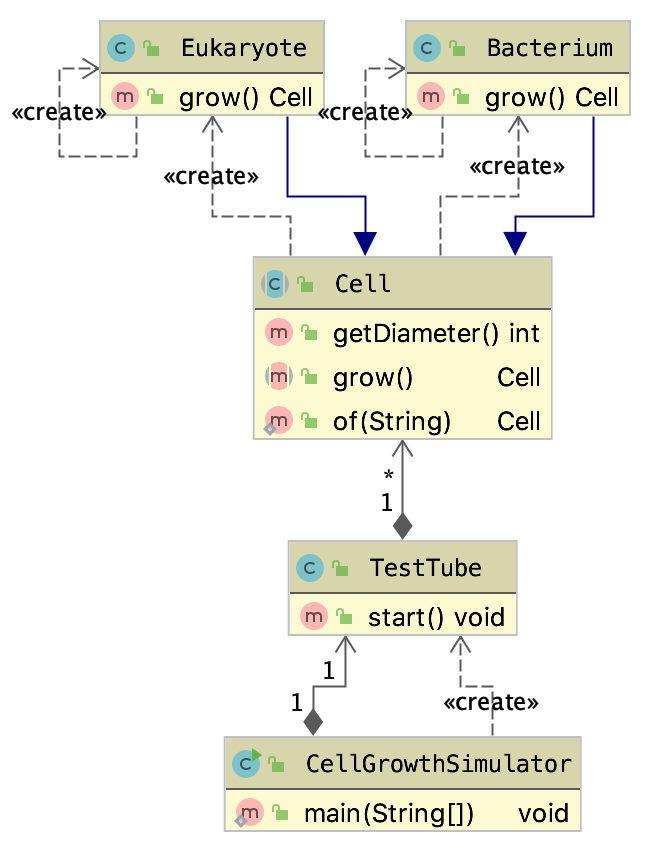 C Eukaryote
m grow() Cell
«create»
C Bacterium
m grow() Cell
«create»
«create»
«create»
C Cell
m getDiameter() int
m grow() Cell
m of(String) Cell
*
1
C TestTube
m start() void
1
1
«create»
C CellGrowthSimulator
m main(String[]) void